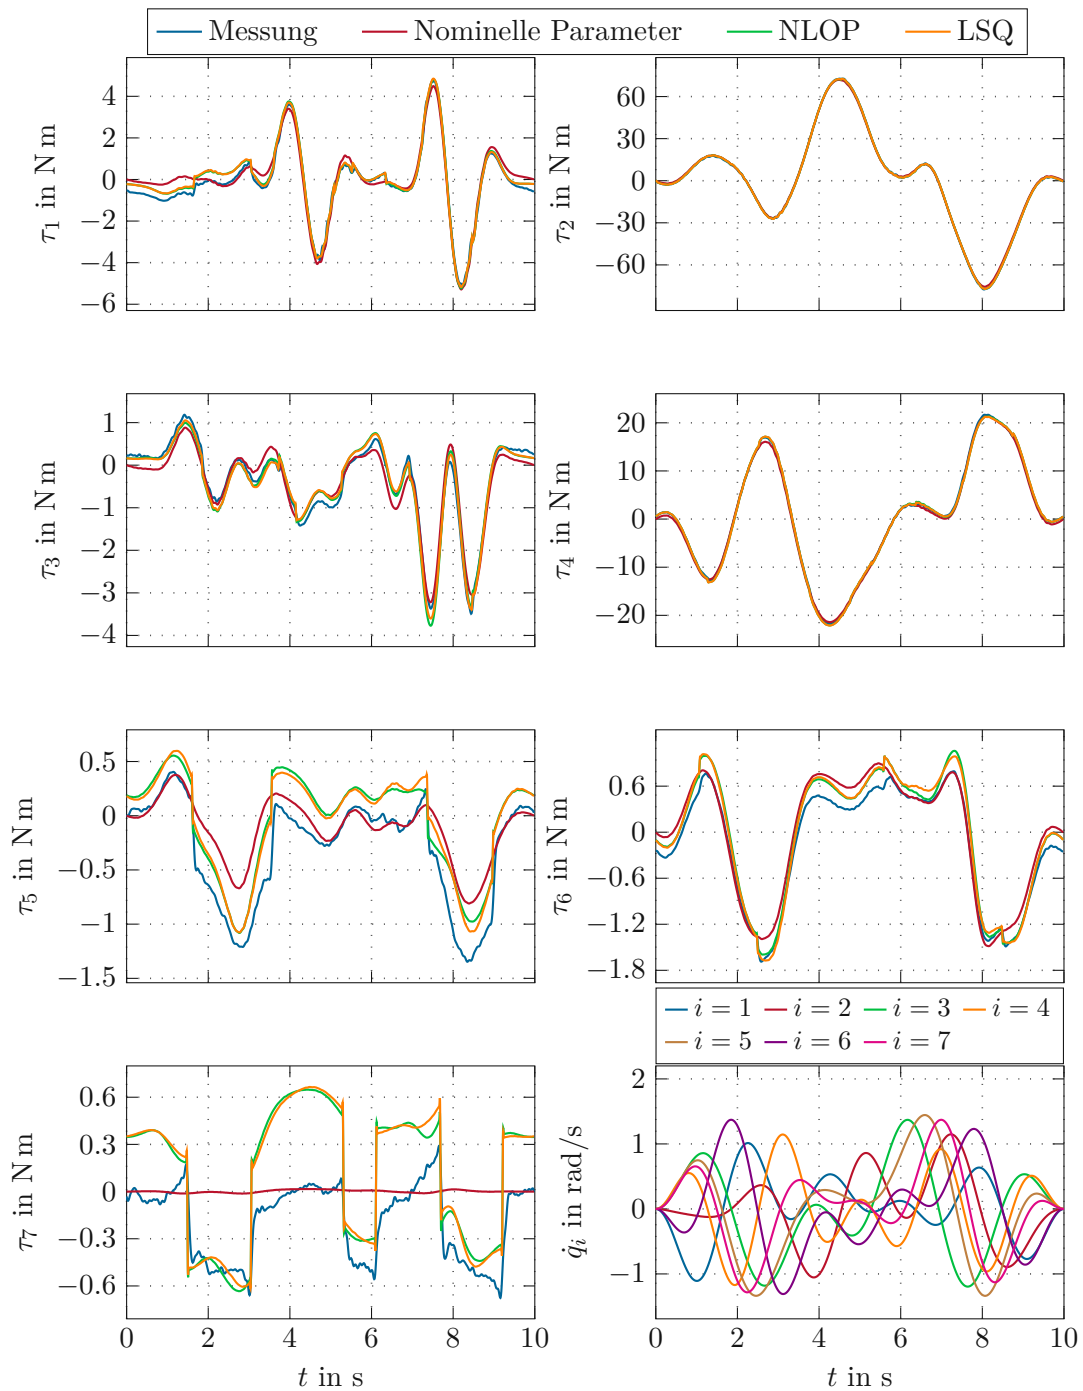 Messung Nominelle Parameter NLOP LSQ
4
2
0
−2
−4
−6
τ1 in N m
60
30
0
−30
−60
τ2 in N m
1
0
−1
−2
−3
−4
τ3 in N m
20
10
0
−10
−20
τ4 in N m
0.5
0
−0.5
−1
−1.5
τ5 in N m
0.6
0
−0.6
−1.2
−1.8
τ6 in N m
i = 1 i = 2 i = 3 i = 4
i = 5 i = 6 i = 7
0.6
0.3
0
−0.3
−0.6
τ7 in N m
0 2 4 6 8 10
t in s
2
1
0
−1
q̇i in rad/s
0 2 4 6 8 10
t in s